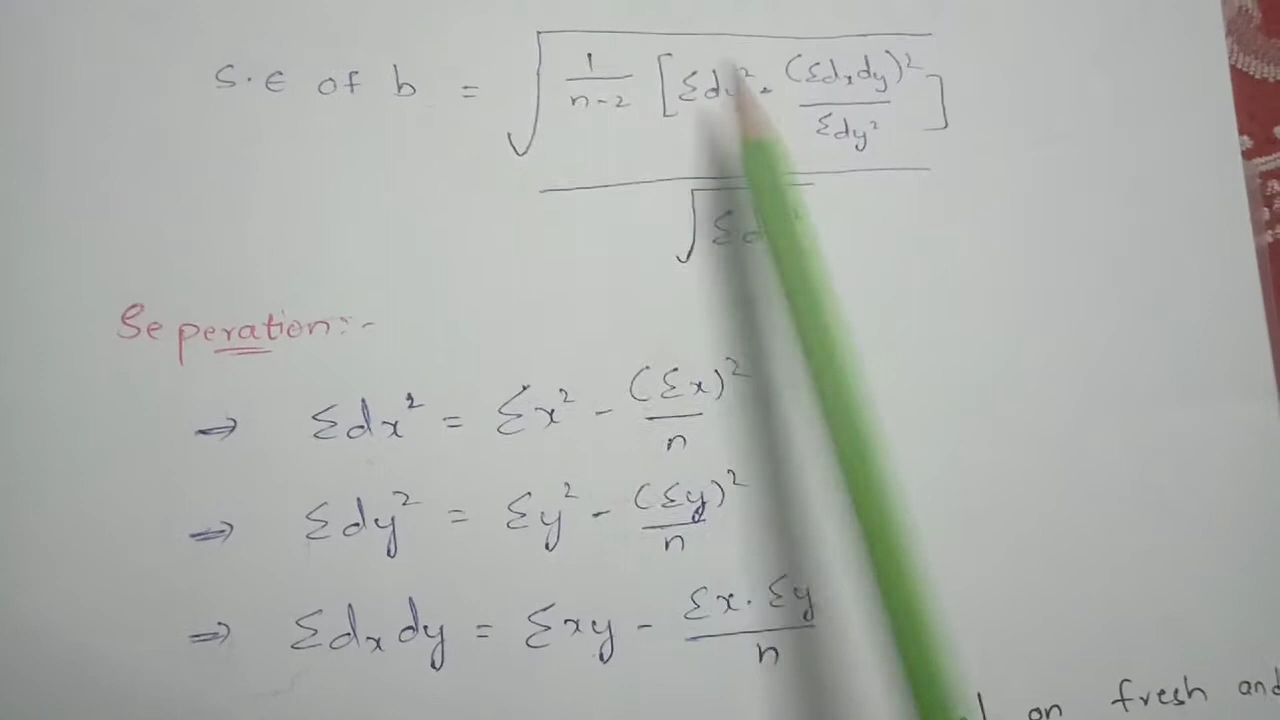 S.E of b = √ 1/n-2 [Σdy² - (Σdxdy)²/Σdy²]
√Σd
Seperation:-
⇒ Σdx² = Σx² - (Σx)²/n
⇒ Σdy² = Σy² - (Σy)²/n
⇒ Σdxdy = Σxy - Σx.Σy/n
on fresh and